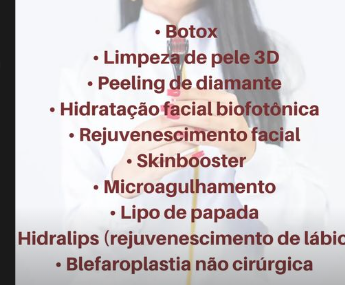 • Botox
• Limpeza de pele 3D
• Peeling de diamante
• Hidratação facial biofotônica
• Rejuvenescimento facial
• Skinbooster
• Microagulhamento
• Lipo de papada
Hidralips (rejuvenescimento de lábio
• Blefaroplastia não cirúrgica